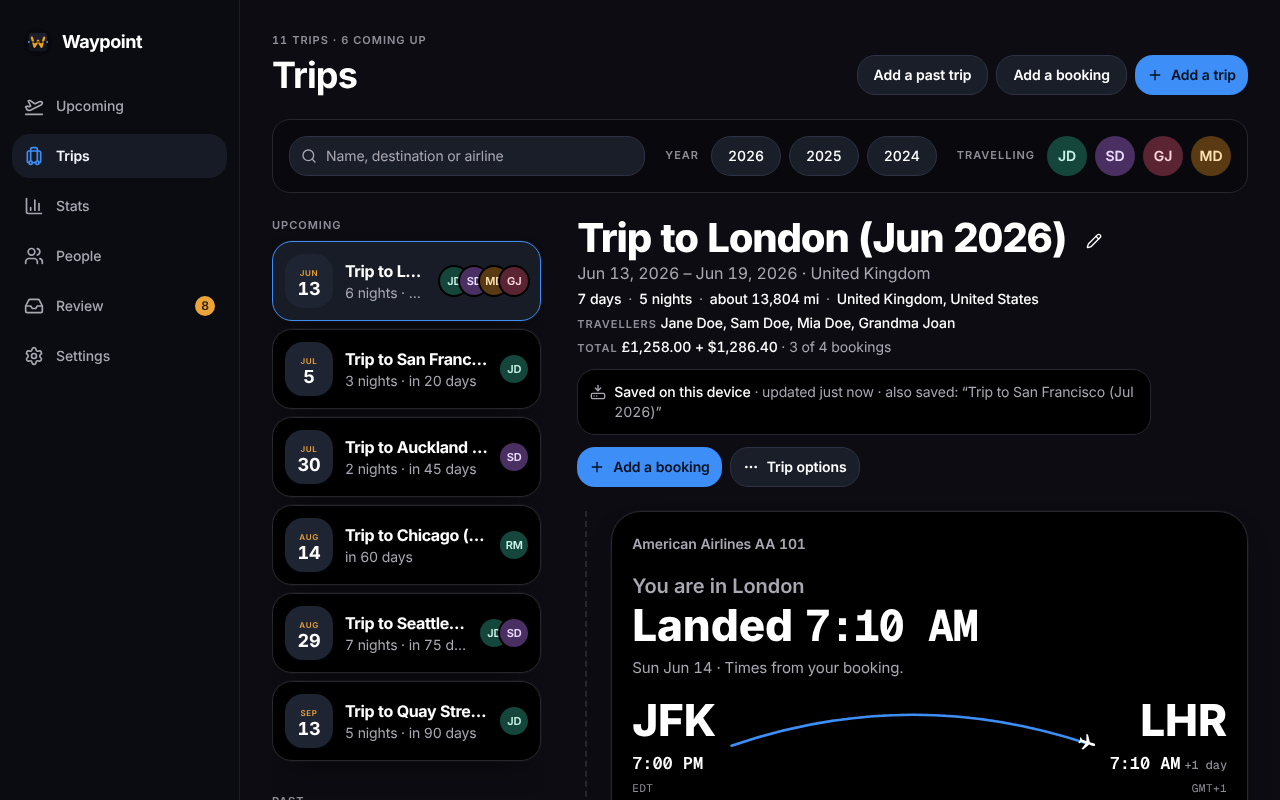 Waypoint
Upcoming
Trips
Stats
People
Review 8
Settings
11 TRIPS · 6 COMING UP
Trips
Add a past trip
Add a booking
+ Add a trip
Name, destination or airline
YEAR 2026 2025 2024
TRAVELLING JD SD GJ MD
UPCOMING
JUN 13
Trip to L...
6 nights · ...
GJ
JUL 5
Trip to San Franc...
3 nights · in 20 days
JD
JUL 30
Trip to Auckland ...
2 nights · in 45 days
SD
AUG 14
Trip to Chicago (...
in 60 days
RM
AUG 29
Trip to Seattle...
7 nights · in 75 d...
SD
SEP 13
Trip to Quay Stre...
5 nights · in 90 days
JD
Trip to London (Jun 2026)
Jun 13, 2026 – Jun 19, 2026 · United Kingdom
7 days · 5 nights · about 13,804 mi · United Kingdom, United States
TRAVELLERS Jane Doe, Sam Doe, Mia Doe, Grandma Joan
TOTAL £1,258.00 + $1,286.40 · 3 of 4 bookings
Saved on this device · updated just now · also saved: “Trip to San Francisco (Jul
2026)”
+ Add a booking
··· Trip options
American Airlines AA 101
You are in London
Landed 7:10 AM
Sun Jun 14 · Times from your booking.
JFK LHR
7:00 PM 7:10 AM +1 day
EDT GMT+1